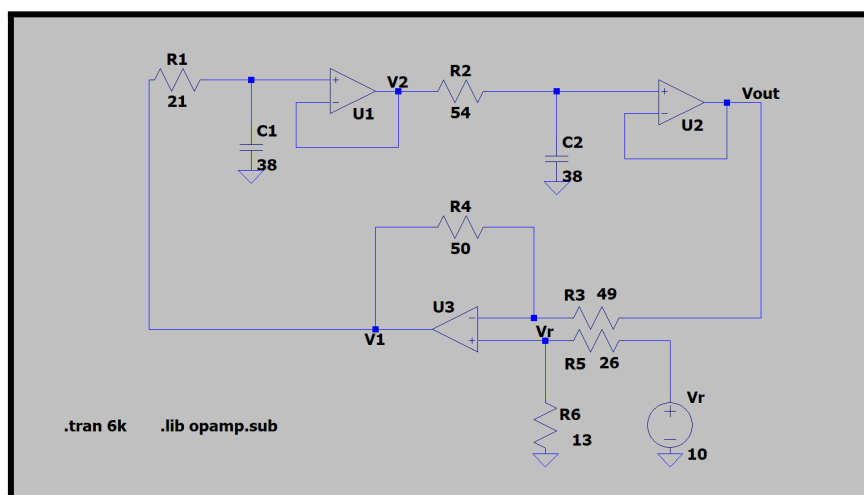 R1
21
C1
38
U1
V2
R2
54
C2
38
U2
Vout
R4
50
U3
V1
R3 49
Vr
R5 26
R6
13
Vr
10
.tran 6k .lib opamp.sub